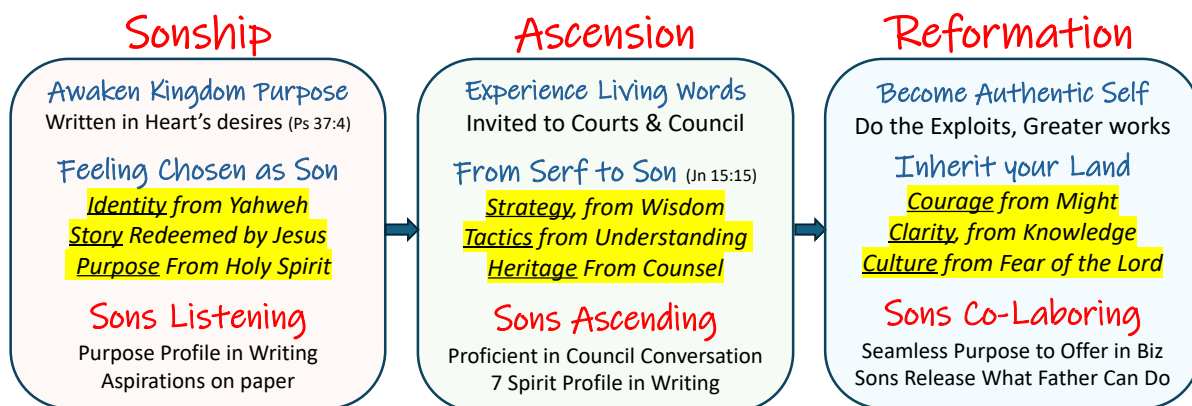 Sonship
Awaken Kingdom Purpose
Written in Heart's desires (Ps 37:4)
Feeling Chosen as Son
Identity from Yahweh
Story Redeemed by Jesus
Purpose From Holy Spirit
Sons Listening
Purpose Profile in Writing
Aspirations on paper
Ascension
Experience Living Words
Invited to Courts & Council
From Serf to Son (Jn 15:15)
Strategy, from Wisdom
Tactics from Understanding
Heritage From Counsel
Sons Ascending
Proficient in Council Conversation
7 Spirit Profile in Writing
Reformation
Become Authentic Self
Do the Exploits, Greater works
Inherit your Land
Courage from Might
Clarity, from Knowledge
Culture from Fear of the Lord
Sons Co-Laboring
Seamless Purpose to Offer in Biz
Sons Release What Father Can Do